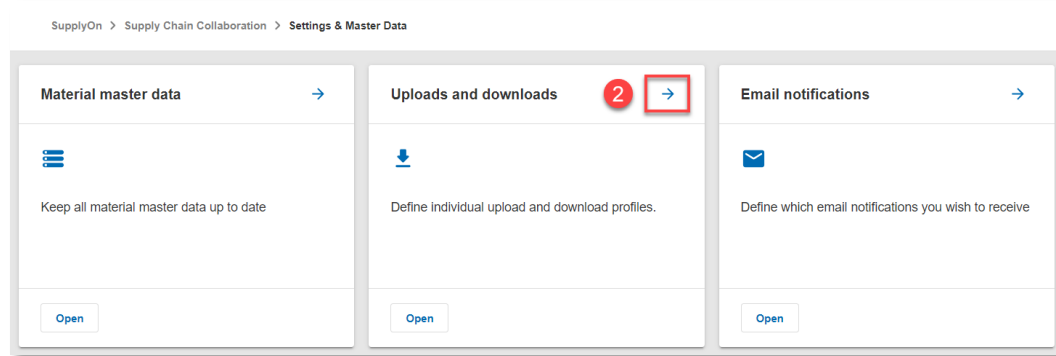 SupplyOn > Supply Chain Collaboration > Settings & Master Data
Material master data
Uploads and downloads
2
Email notifications
Keep all material master data up to date
Define individual upload and download profiles.
Define which email notifications you wish to receive
Open
Open
Open